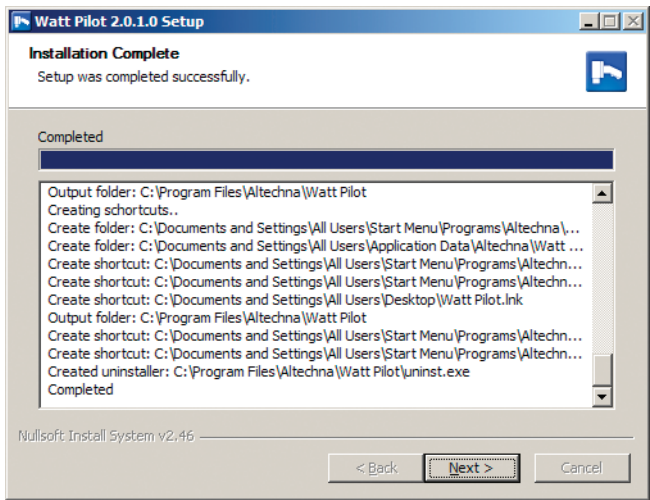 Watt Pilot 2.0.1.0 Setup
Installation Complete
Setup was completed successfully.
Completed
Output folder: C:\Program Files\Altechna\Watt Pilot
Creating schortcuts..
Create folder: C:\Documents and Settings\All Users\Start Menu\Programs\Altechna\...
Create folder: C:\Documents and Settings\All Users\Application Data\Altechna\Watt ...
Create shortcut: C:\Documents and Settings\All Users\Start Menu\Programs\Altechn...
Create shortcut: C:\Documents and Settings\All Users\Start Menu\Programs\Altechn...
Create shortcut: C:\Documents and Settings\All Users\Desktop\Watt Pilot.lnk
Output folder: C:\Program Files\Altechna\Watt Pilot
Create shortcut: C:\Documents and Settings\All Users\Start Menu\Programs\Altechn...
Create shortcut: C:\Documents and Settings\All Users\Start Menu\Programs\Altechn...
Created uninstaller: C:\Program Files\Altechna\Watt Pilot\uninst.exe
Completed
Nullsoft Install System v2.46
< Back Next > Cancel